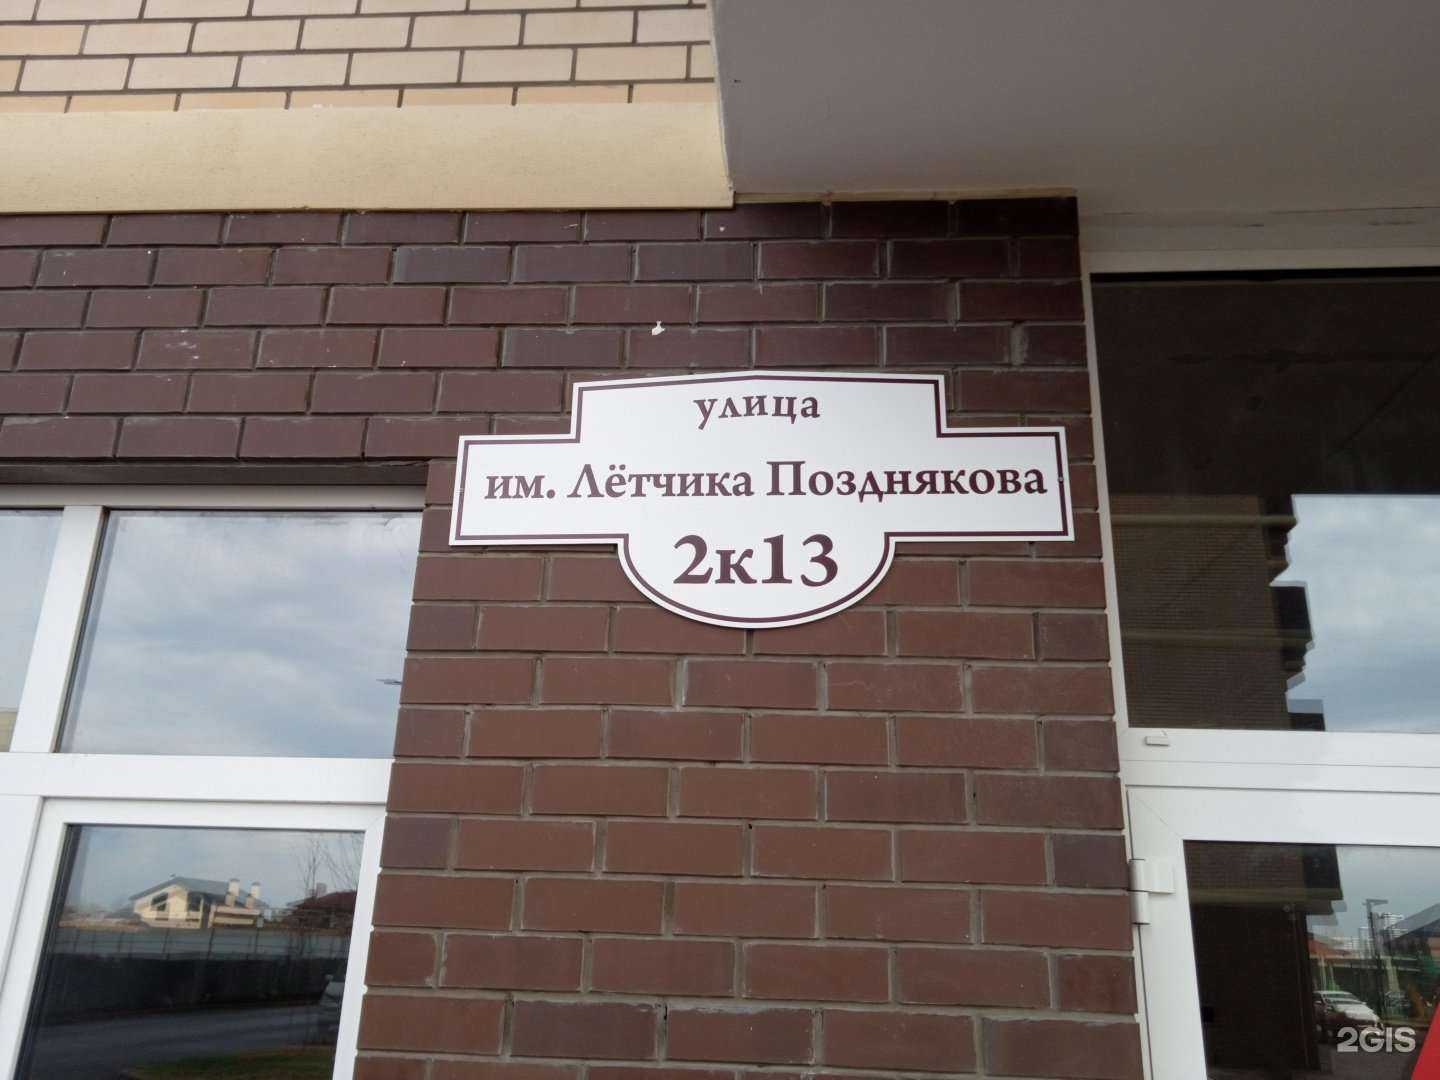 улица
им. Лётчика Позднякова
2к13
2GIS